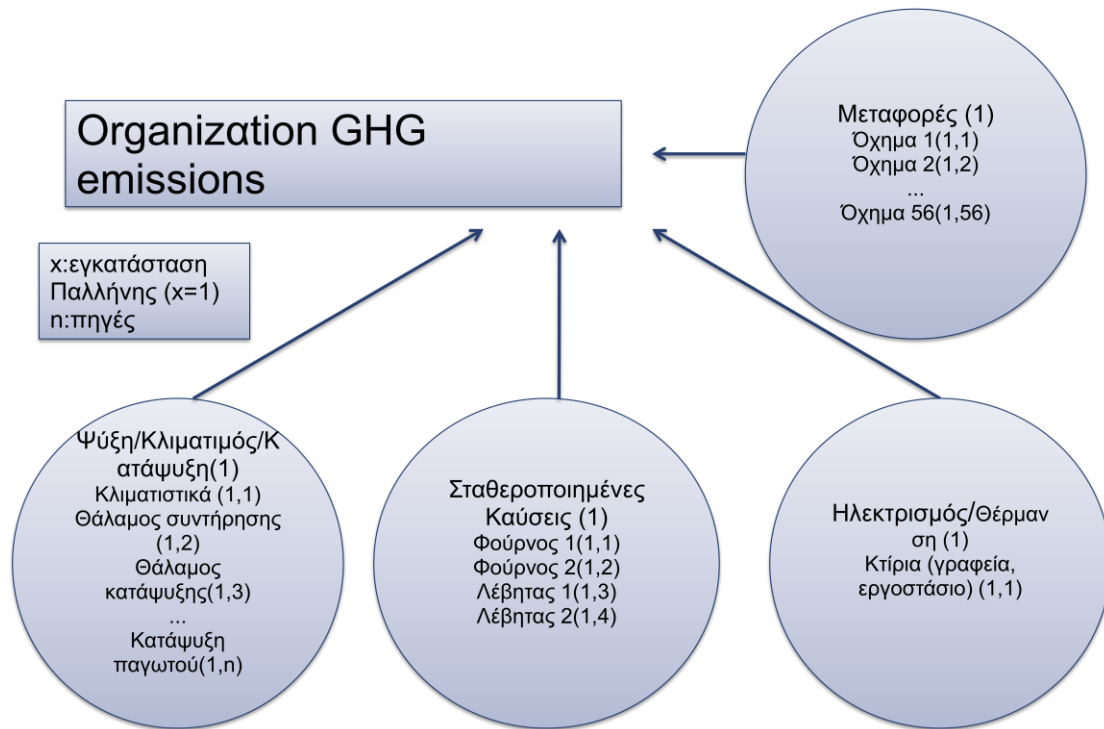 Organization GHG
emissions
Μεταφορές (1)
Όχημα 1(1,1)
Όχημα 2(1,2)
...
Όχημα 56(1,56)
x:εγκατάσταση
Παλλήνης (x=1)
n:πηγές
Ψύξη/Κλιματιμός/Κ
ατάψυξη(1)
Κλιματιστικά (1,1)
Θάλαμος συντήρησης
(1,2)
Θάλαμος
κατάψυξης(1,3)
...
Κατάψυξη
παγωτού(1,n)
Σταθεροποιημένες
Καύσεις (1)
Φούρνος 1(1,1)
Φούρνος 2(1,2)
Λέβητας 1(1,3)
Λέβητας 2(1,4)
Ηλεκτρισμός/Θέρμαν
ση (1)
Κτίρια (γραφεία,
εργοστάσιο) (1,1)